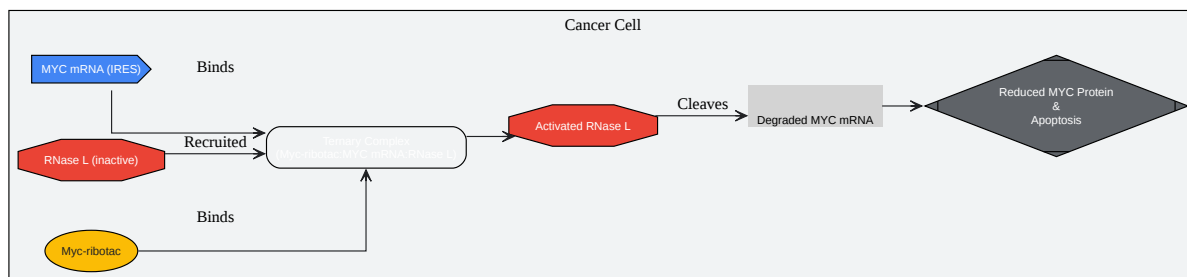 Cancer Cell
MYC mRNA (IRES)
Binds
RNase L (inactive)
Recruited
Ternary Complex
(Myc-ribotac:MYC mRNA:RNase L)
Activated RNase L
Cleaves
Degraded MYC mRNA
Reduced MYC Protein
&
Apoptosis
Binds
Myc-ribotac